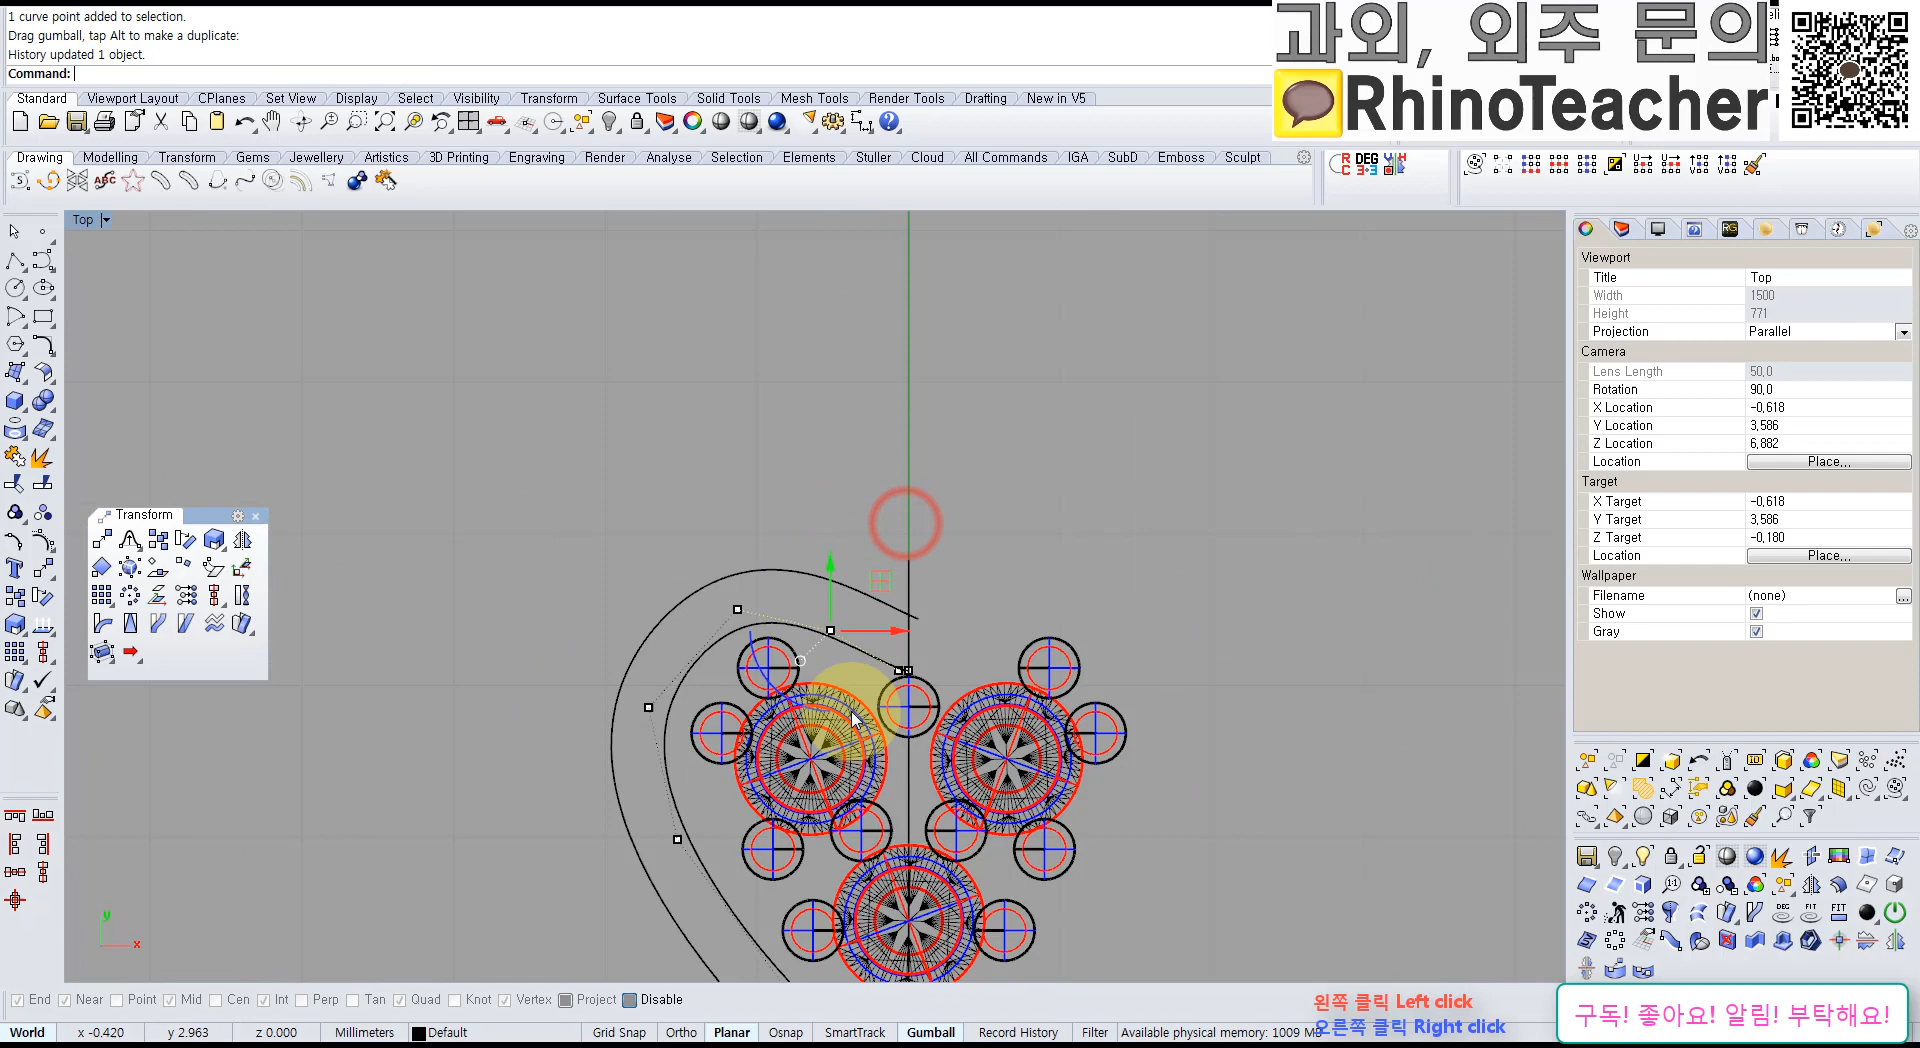 1 curve point added to selection.
Drag gumball, tap Alt to make a duplicate:
History updated 1 object.
Command:
과외, 외주 문의
RhinoTeacher
Standard Viewport Layout CPlanes Set View Display Select Visibility Transform Surface Tools Solid Tools Mesh Tools Render Tools Drafting New in V5
Drawing Modelling Transform Gems Jewellery Artistics 3D Printing Engraving Render Analyse Selection Elements Stuller Cloud All Commands IGA SubD Emboss Sculpt
Top
Transform
Viewport
Title Top
Width 1500
Height 771
Projection Parallel
Camera
Lens Length 50,0
Rotation 90,0
X Location -0,618
Y Location 3,586
Z Location 6,882
Location Place...
Target
X Target -0,618
Y Target 3,586
Z Target -0,180
Location Place...
Wallpaper
Filename (none)
Show
Gray
y
x
End Near Point Mid Cen Int Perp Tan Quad Knot Vertex Project Disable
왼쪽 클릭 Left click
오른쪽 클릭 Right click
구독! 좋아요! 알림! 부탁해요!
World x -0.420 y 2.963 z 0.000 Millimeters Default Grid Snap Ortho Planar Osnap SmartTrack Gumball Record History Filter Available physical memory: 1009 M